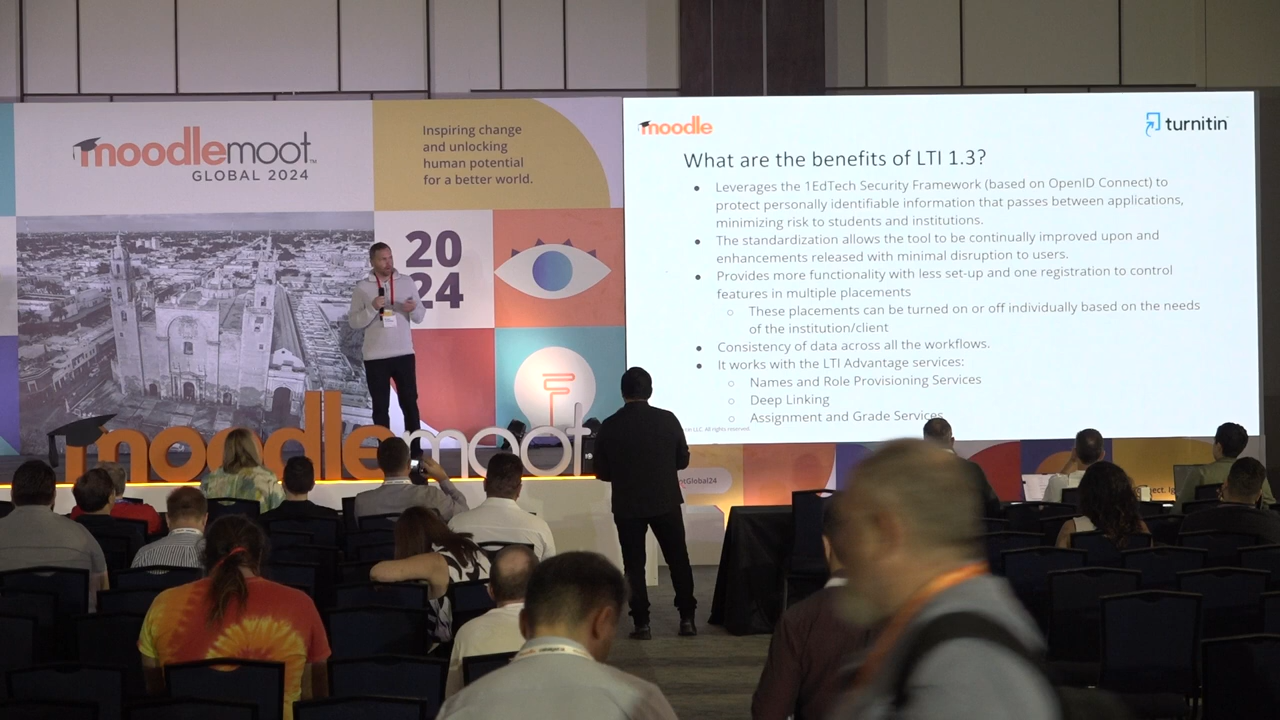 moodlemoot™
GLOBAL 2024
Inspiring change
and unlocking
human potential
for a better world.
20
24
moodlemoot
moodle
turnitin
What are the benefits of LTI 1.3?
● Leverages the 1EdTech Security Framework (based on OpenID Connect) to
protect personally identifiable information that passes between applications,
minimizing risk to students and institutions.
● The standardization allows the tool to be continually improved upon and
enhancements released with minimal disruption to users.
● Provides more functionality with less set-up and one registration to control
features in multiple placements
○ These placements can be turned on or off individually based on the needs
of the institution/client
● Consistency of data across all the workflows.
● It works with the LTI Advantage services:
○ Names and Role Provisioning Services
○ Deep Linking
○ Assignment and Grade Services
LLC. All rights reserved.
ntGlobal24